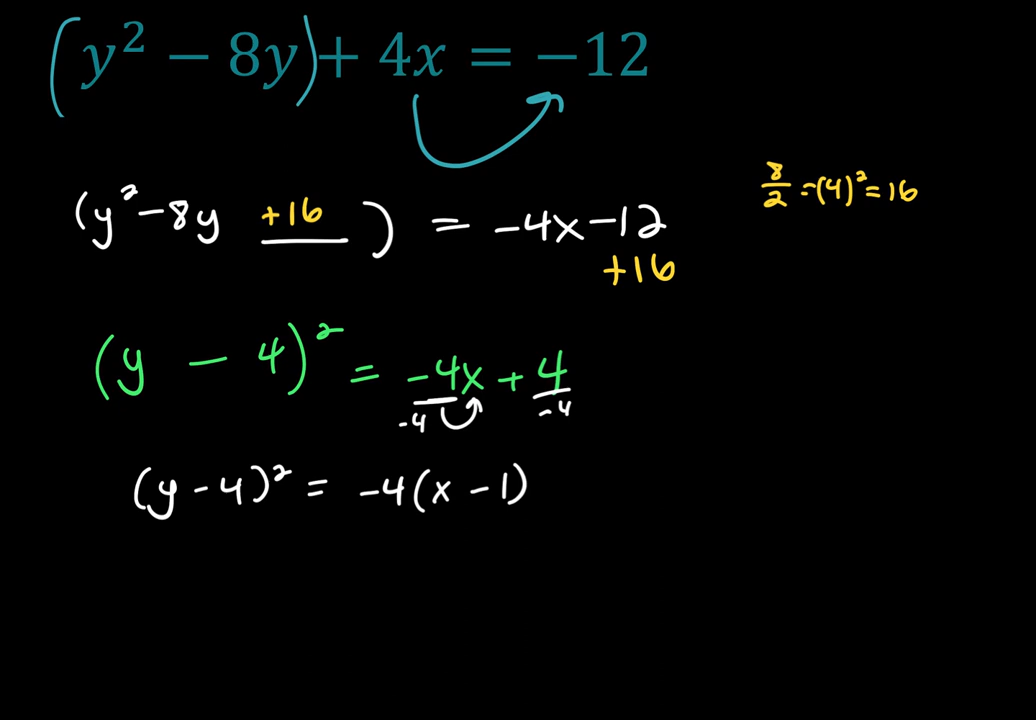 (y² − 8y) + 4x = −12
(y² − 8y +16 ) = −4x − 12
+16
8/2 = (4)² = 16
(y − 4)² = −4x + 4
−4 −4
(y − 4)² = −4(x − 1)